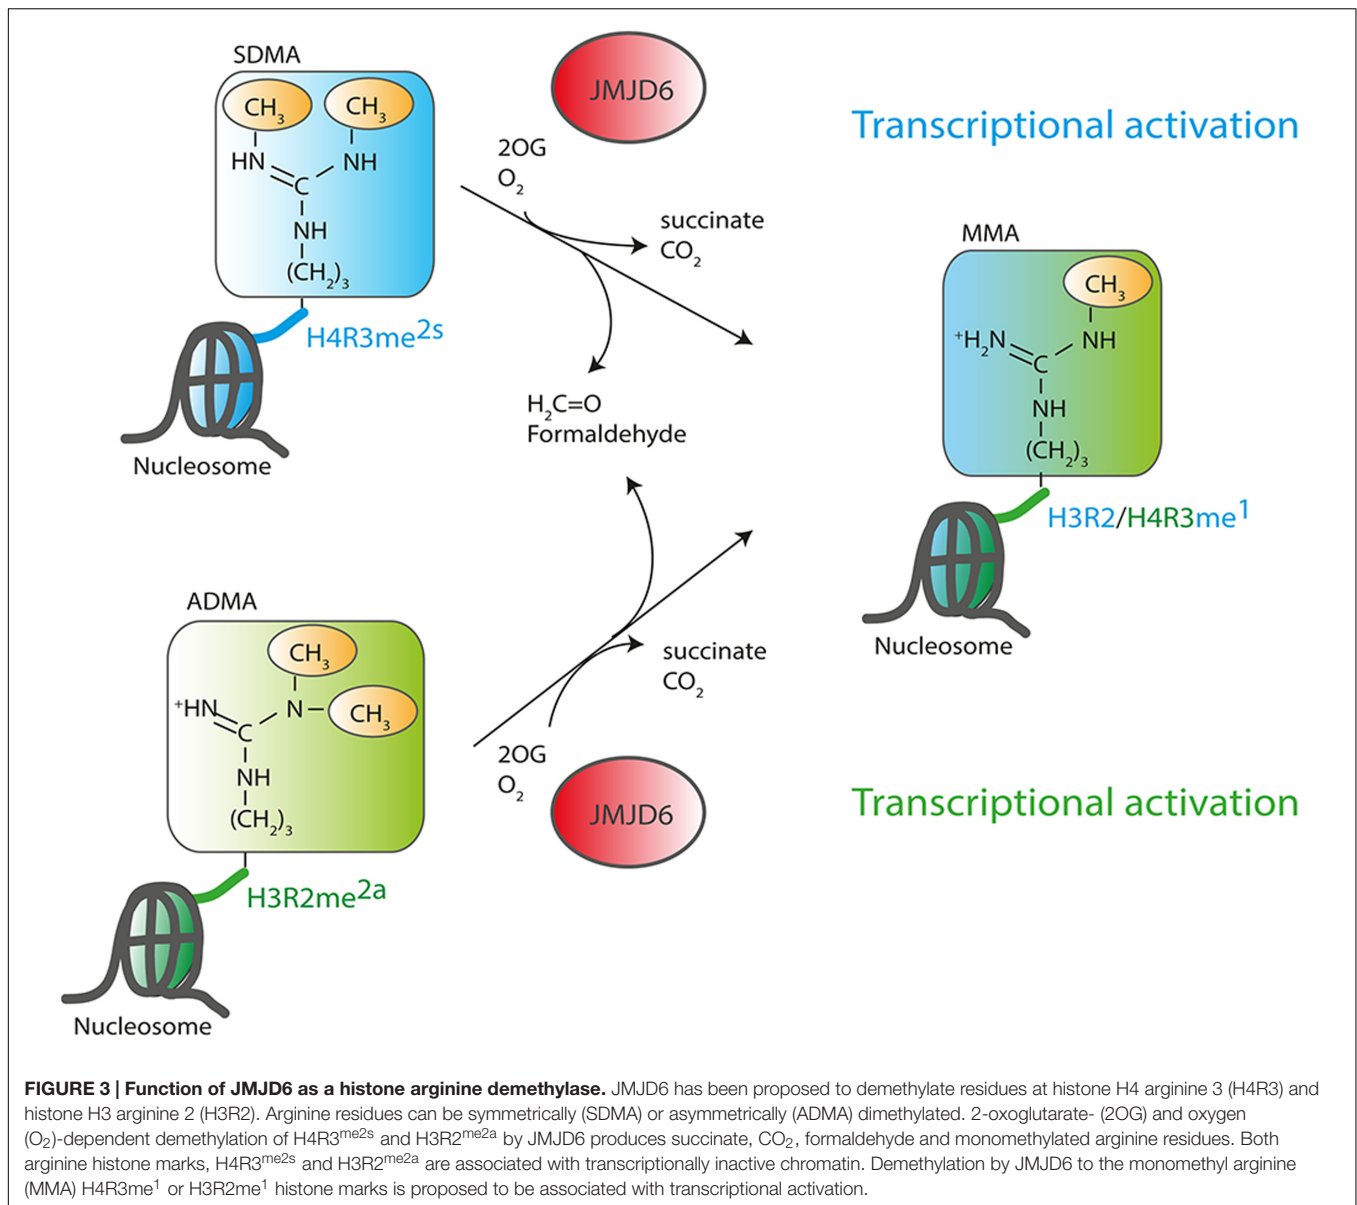 SDMA
CH3 CH3
HN NH
C
NH
(CH2)3
H4R3me2s
Nucleosome
JMJD6
2OG
O2
succinate
CO2
H2C=O
Formaldehyde
Transcriptional activation
MMA
CH3
+H2N NH
C
NH
(CH2)3
H3R2/H4R3me1
Nucleosome
ADMA
CH3
+HN N CH3
C
NH
(CH2)3
H3R2me2a
Nucleosome
succinate
CO2
2OG
O2
JMJD6
Transcriptional activation
FIGURE 3 | Function of JMJD6 as a histone arginine demethylase. JMJD6 has been proposed to demethylate residues at histone H4 arginine 3 (H4R3) and
histone H3 arginine 2 (H3R2). Arginine residues can be symmetrically (SDMA) or asymmetrically (ADMA) dimethylated. 2-oxoglutarate- (2OG) and oxygen
(O2)-dependent demethylation of H4R3me2s and H3R2me2a by JMJD6 produces succinate, CO2, formaldehyde and monomethylated arginine residues. Both
arginine histone marks, H4R3me2s and H3R2me2a are associated with transcriptionally inactive chromatin. Demethylation by JMJD6 to the monomethyl arginine
(MMA) H4R3me1 or H3R2me1 histone marks is proposed to be associated with transcriptional activation.